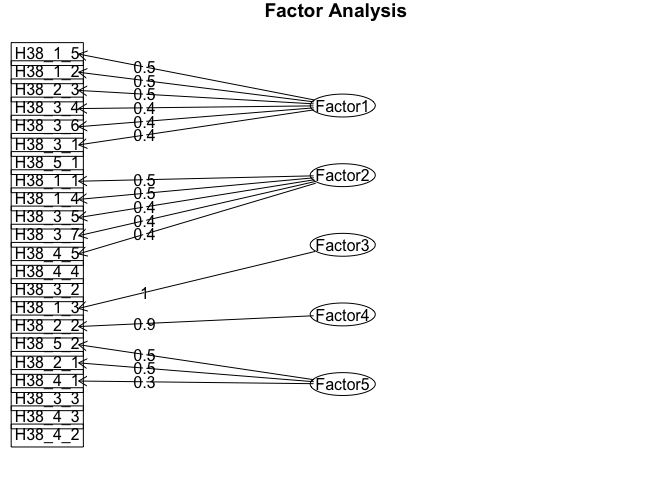 Factor Analysis
H38_1_5
H38_1_2
H38_2_3
H38_3_4
H38_3_6
H38_3_1
H38_5_1
H38_1_1
H38_1_4
H38_3_5
H38_3_7
H38_4_5
H38_4_4
H38_3_2
H38_1_3
H38_2_2
H38_5_2
H38_2_1
H38_4_1
H38_3_3
H38_4_3
H38_4_2
0.5
0.5
0.5
0.4
0.4
0.4
0.5
0.5
0.4
0.4
0.4
1
0.9
0.5
0.5
0.3
Factor1
Factor2
Factor3
Factor4
Factor5